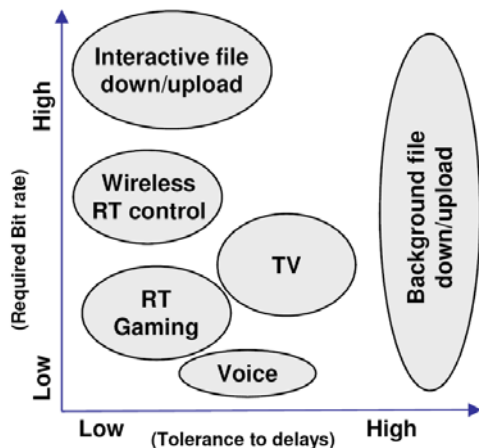 High
(Required Bit rate)
Low
Interactive file
down/upload
Wireless
RT control
RT
Gaming
TV
Voice
Background file
down/upload
Low
(Tolerance to delays)
High